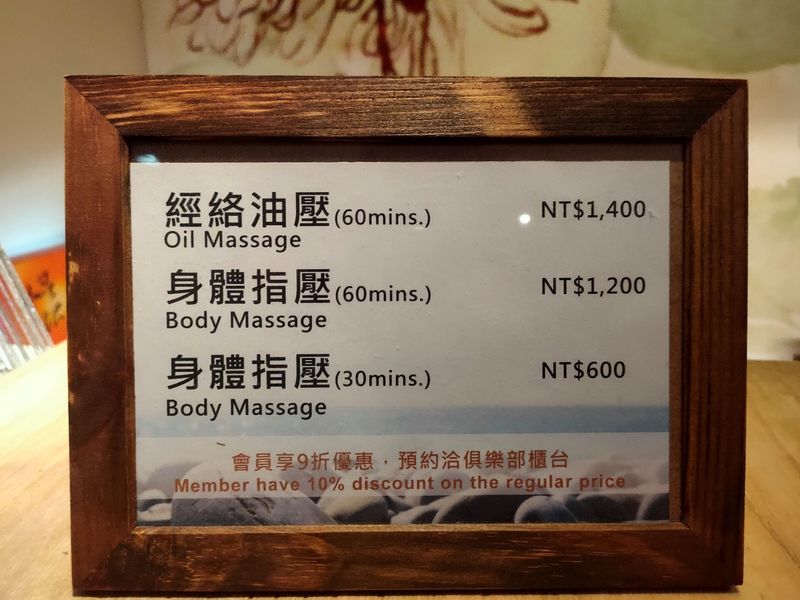 經絡油壓(60mins.) NT$1,400
Oil Massage
身體指壓(60mins.) NT$1,200
Body Massage
身體指壓(30mins.) NT$600
Body Massage
會員享9折優惠，預約洽俱樂部櫃台
Member have 10% discount on the regular price